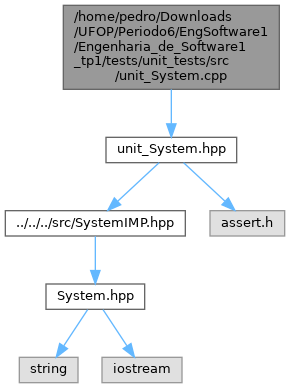 /home/pedro/Downloads
/UFOP/Periodo6/EngSoftware1
/Engenharia_de_Software1
_tp1/tests/unit_tests/src
/unit_System.cpp
unit_System.hpp
../../../src/SystemIMP.hpp
assert.h
System.hpp
string
iostream